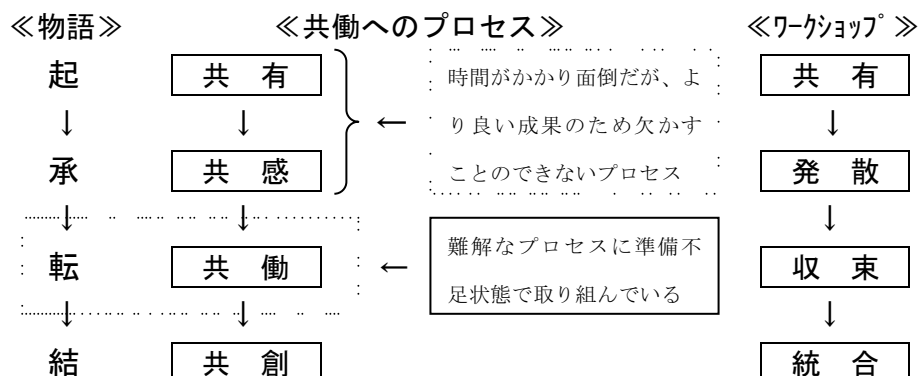 ≪物語≫ ≪共働へのプロセス≫ ≪ワークショップ≫
起 共 有 時間がかかり面倒だが、よ 共 有
↓ ↓ ← り良い成果のため欠かす ↓
承 共 感 ことのできないプロセス 発 散
↓ ↓ ↓
転 共 働 ← 難解なプロセスに準備不 収 束
足状態で取り組んでいる
↓ ↓ ↓
結 共 創 統 合